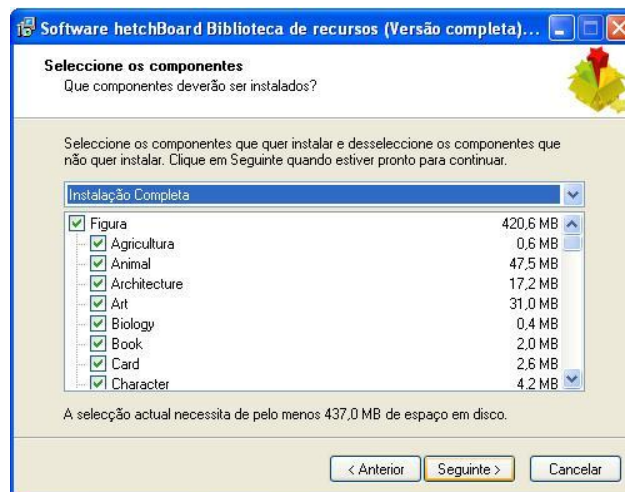 Software hetchBoard Biblioteca de recursos (Versão completa)...
Seleccione os componentes
Que componentes deverão ser instalados?
Seleccione os componentes que quer instalar e desseleccione os componentes que
não quer instalar. Clique em Seguinte quando estiver pronto para continuar.
Instalação Completa
Figura 420,6 MB
Agricultura 0,6 MB
Animal 47,5 MB
Architecture 17,2 MB
Art 31,0 MB
Biology 0,4 MB
Book 2,0 MB
Card 2,6 MB
Character 4,2 MB
A selecção actual necessita de pelo menos 437,0 MB de espaço em disco.
< Anterior Seguinte > Cancelar